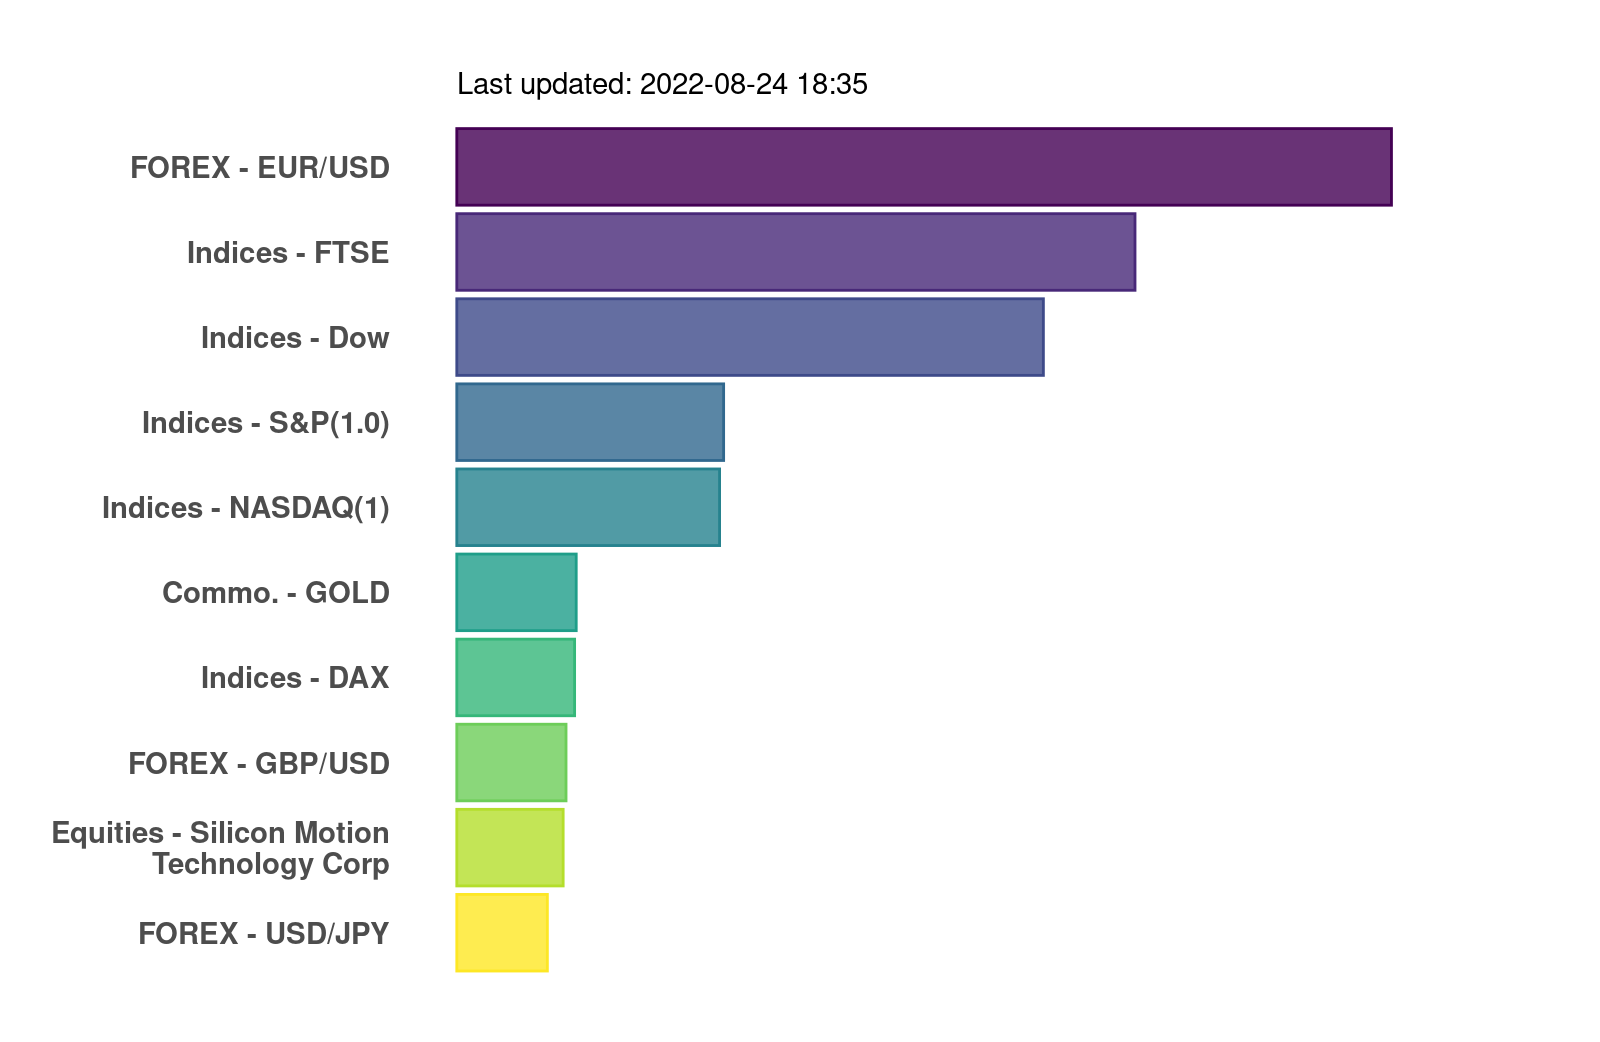 Last updated: 2022-08-24 18:35
FOREX - EUR/USD
Indices - FTSE
Indices - Dow
Indices - S&P(1.0)
Indices - NASDAQ(1)
Commo. - GOLD
Indices - DAX
FOREX - GBP/USD
Equities - Silicon Motion
Technology Corp
FOREX - USD/JPY